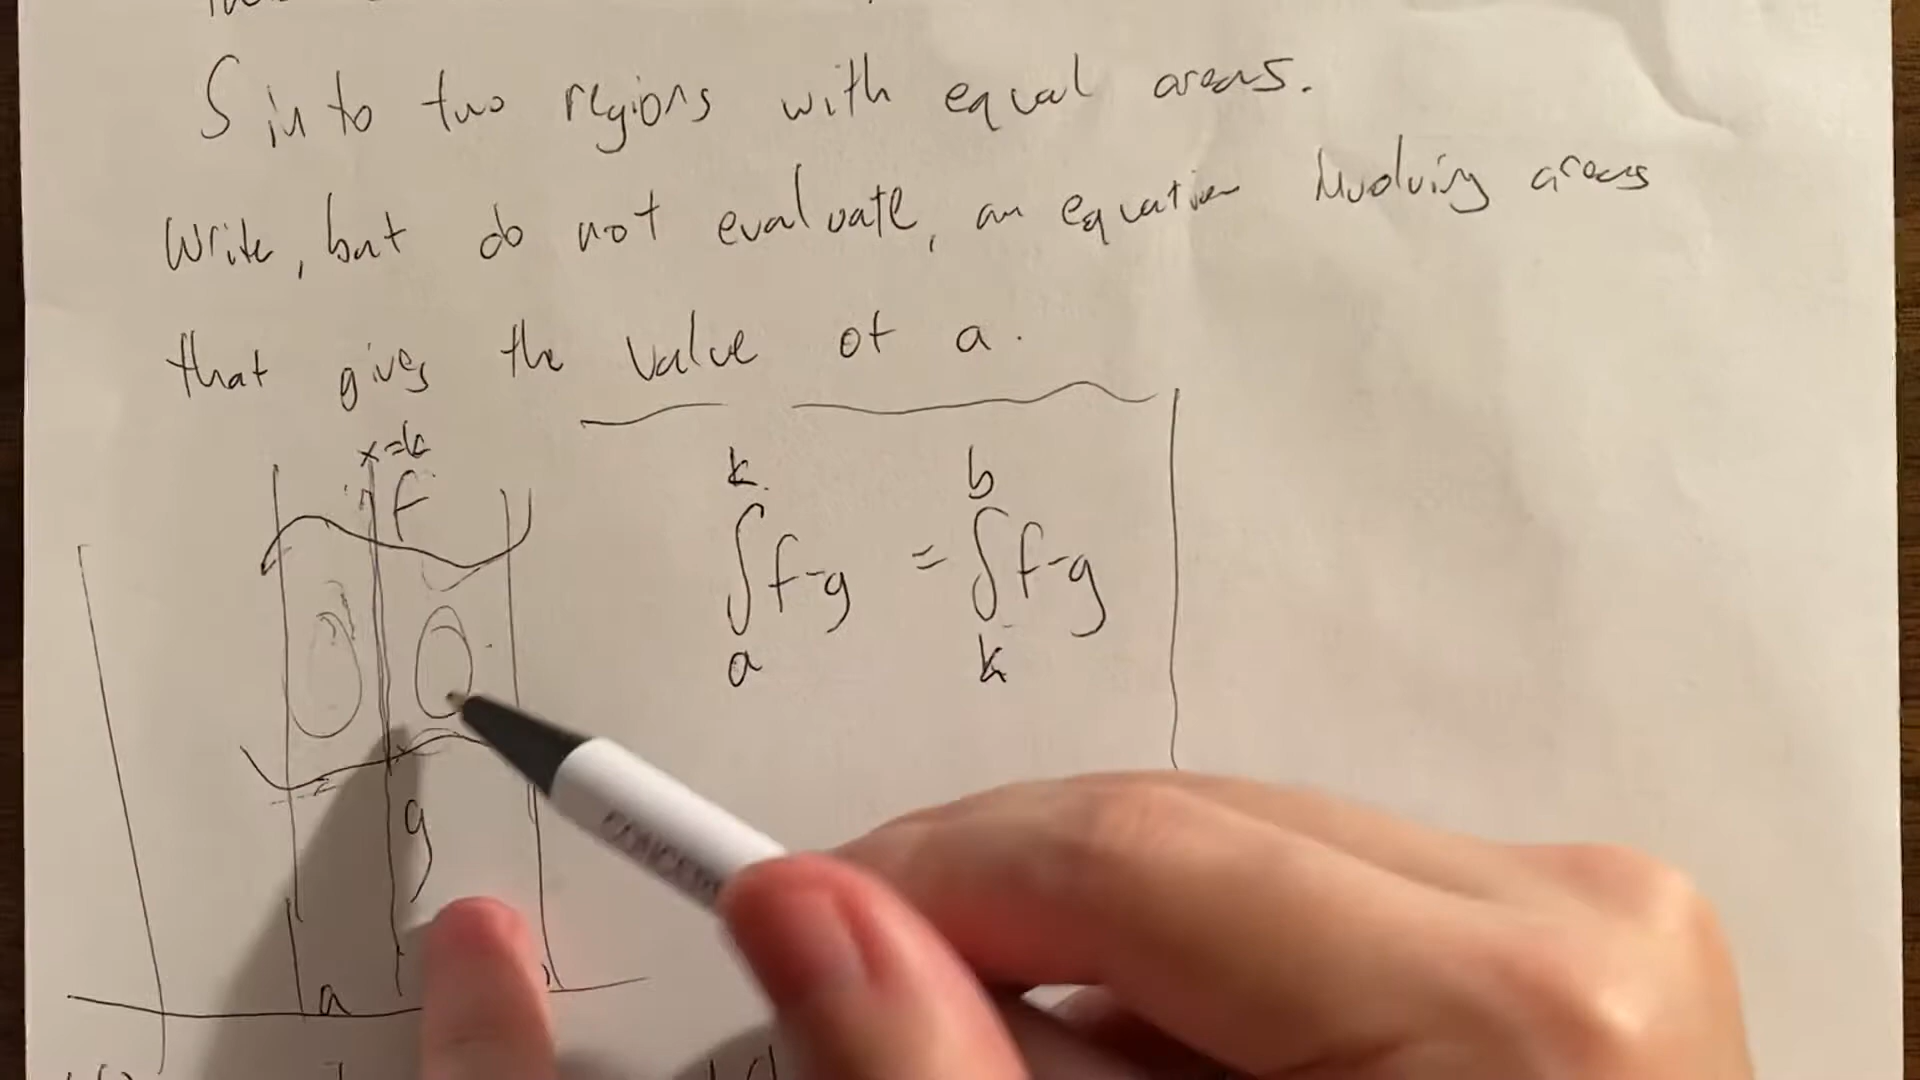 S into two regions with equal areas.
Write, but do not evaluate, an equation involving areas
that gives the value of a.
x=k
f
k b
∫f-g = ∫f-g
a k
g
a